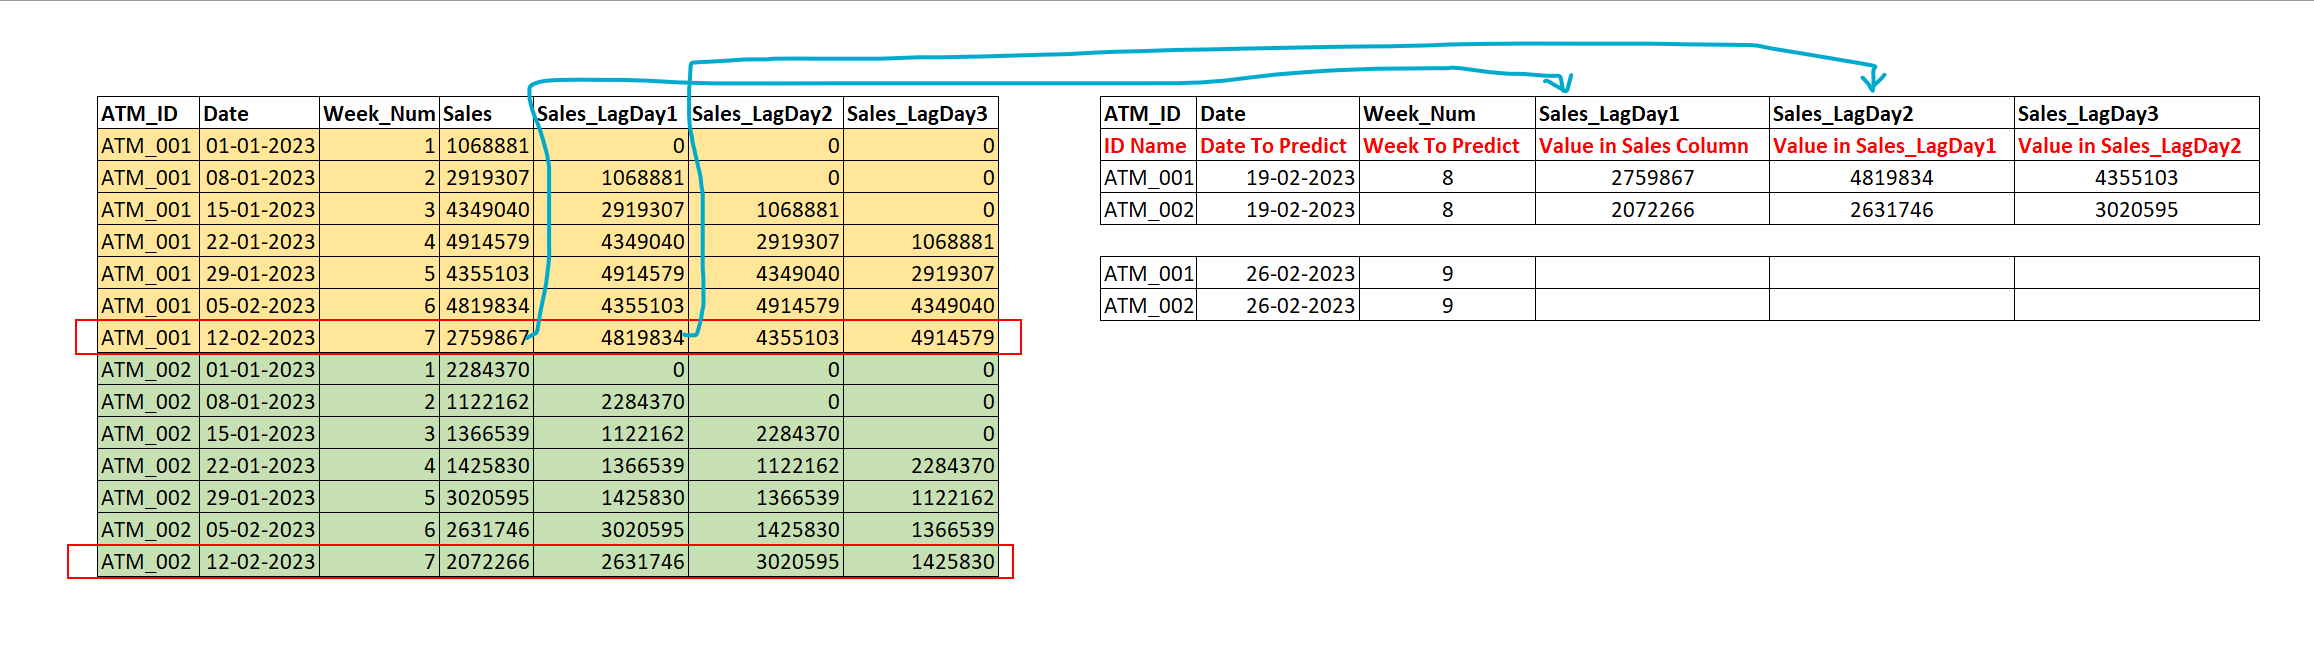 ATM_ID Date Week_Num Sales Sales_LagDay1 Sales_LagDay2 Sales_LagDay3
ATM_001 01-01-2023 1 1068881 0 0 0
ATM_001 08-01-2023 2 2919307 1068881 0 0
ATM_001 15-01-2023 3 4349040 2919307 1068881 0
ATM_001 22-01-2023 4 4914579 4349040 2919307 1068881
ATM_001 29-01-2023 5 4355103 4914579 4349040 2919307
ATM_001 05-02-2023 6 4819834 4355103 4914579 4349040
ATM_001 12-02-2023 7 2759867 4819834 4355103 4914579
ATM_002 01-01-2023 1 2284370 0 0 0
ATM_002 08-01-2023 2 1122162 2284370 0 0
ATM_002 15-01-2023 3 1366539 1122162 2284370 0
ATM_002 22-01-2023 4 1425830 1366539 1122162 2284370
ATM_002 29-01-2023 5 3020595 1425830 1366539 1122162
ATM_002 05-02-2023 6 2631746 3020595 1425830 1366539
ATM_002 12-02-2023 7 2072266 2631746 3020595 1425830
ATM_ID Date Week_Num Sales_LagDay1 Sales_LagDay2 Sales_LagDay3
ID Name Date To Predict Week To Predict Value in Sales Column Value in Sales_LagDay1 Value in Sales_LagDay2
ATM_001 19-02-2023 8 2759867 4819834 4355103
ATM_002 19-02-2023 8 2072266 2631746 3020595
ATM_001 26-02-2023 9
ATM_002 26-02-2023 9